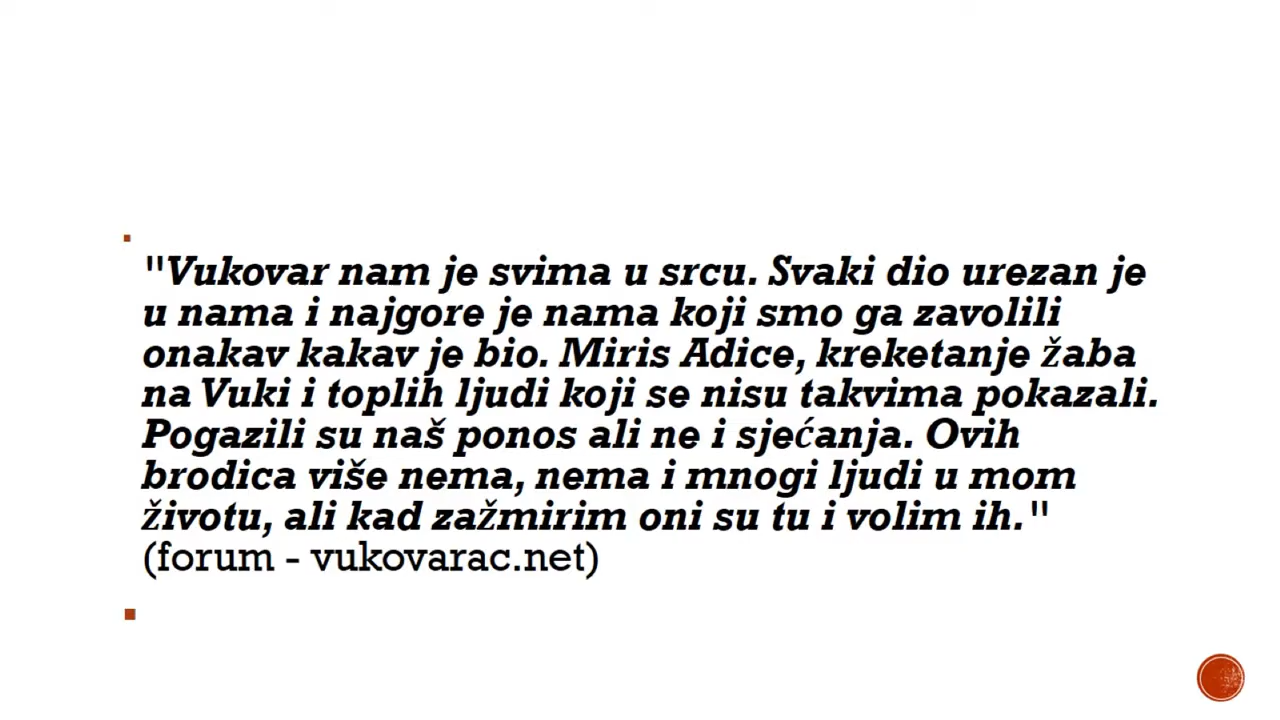 "Vukovar nam je svima u srcu. Svaki dio urezan je
u nama i najgore je nama koji smo ga zavolili
onakav kakav je bio. Miris Adice, kreketanje žaba
na Vuki i toplih ljudi koji se nisu takvima pokazali.
Pogazili su naš ponos ali ne i sjećanja. Ovih
brodica više nema, nema i mnogi ljudi u mom
životu, ali kad zažmirim oni su tu i volim ih."
(forum - vukovarac.net)